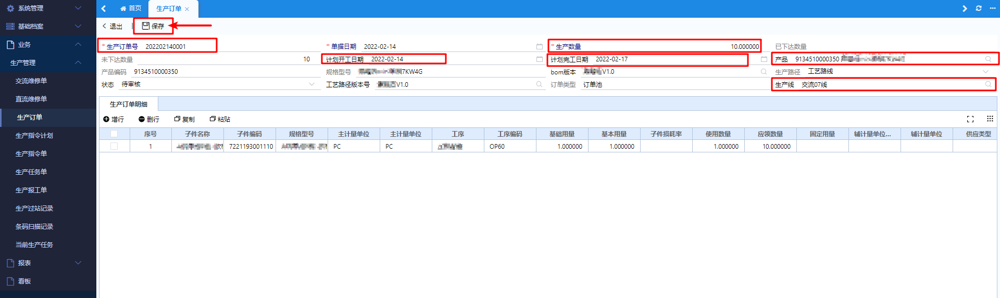 系统管理
基础档案
业务
生产管理
交流维修单
直流维修单
生产订单
生产指令计划
生产指令单
生产任务单
生产报工单
生产过站记录
条码扫描记录
当前生产任务
报表
看板
首页 生产订单
退出 保存
* 生产订单号 202202140001 * 单据日期 2022-02-14 * 生产数量 10.000000 已下达数量
未下达数量 10 计划开工日期 2022-02-14 计划完工日期 2022-02-17 产品 9134510000350
产品编码 9134510000350 规格型号 7KW4G bom版本 V1.0 生产路径 工艺路线
状态 待审核 工艺路径版本号 V1.0 订单类型 订单池 生产线 交流07线
生产订单明细
增行 删行 复制 粘贴
序号 子件名称 子件编码 规格型号 主计量单位 主计量单位 工序 工序编码 基础用量 基本用量 子件损耗率 使用数量 应领数量 固定用量 辅计量单位... 辅计量单位 供应类型
1 7221193001110 PC PC OP60 1.000000 1.000000 1.000000 10.000000